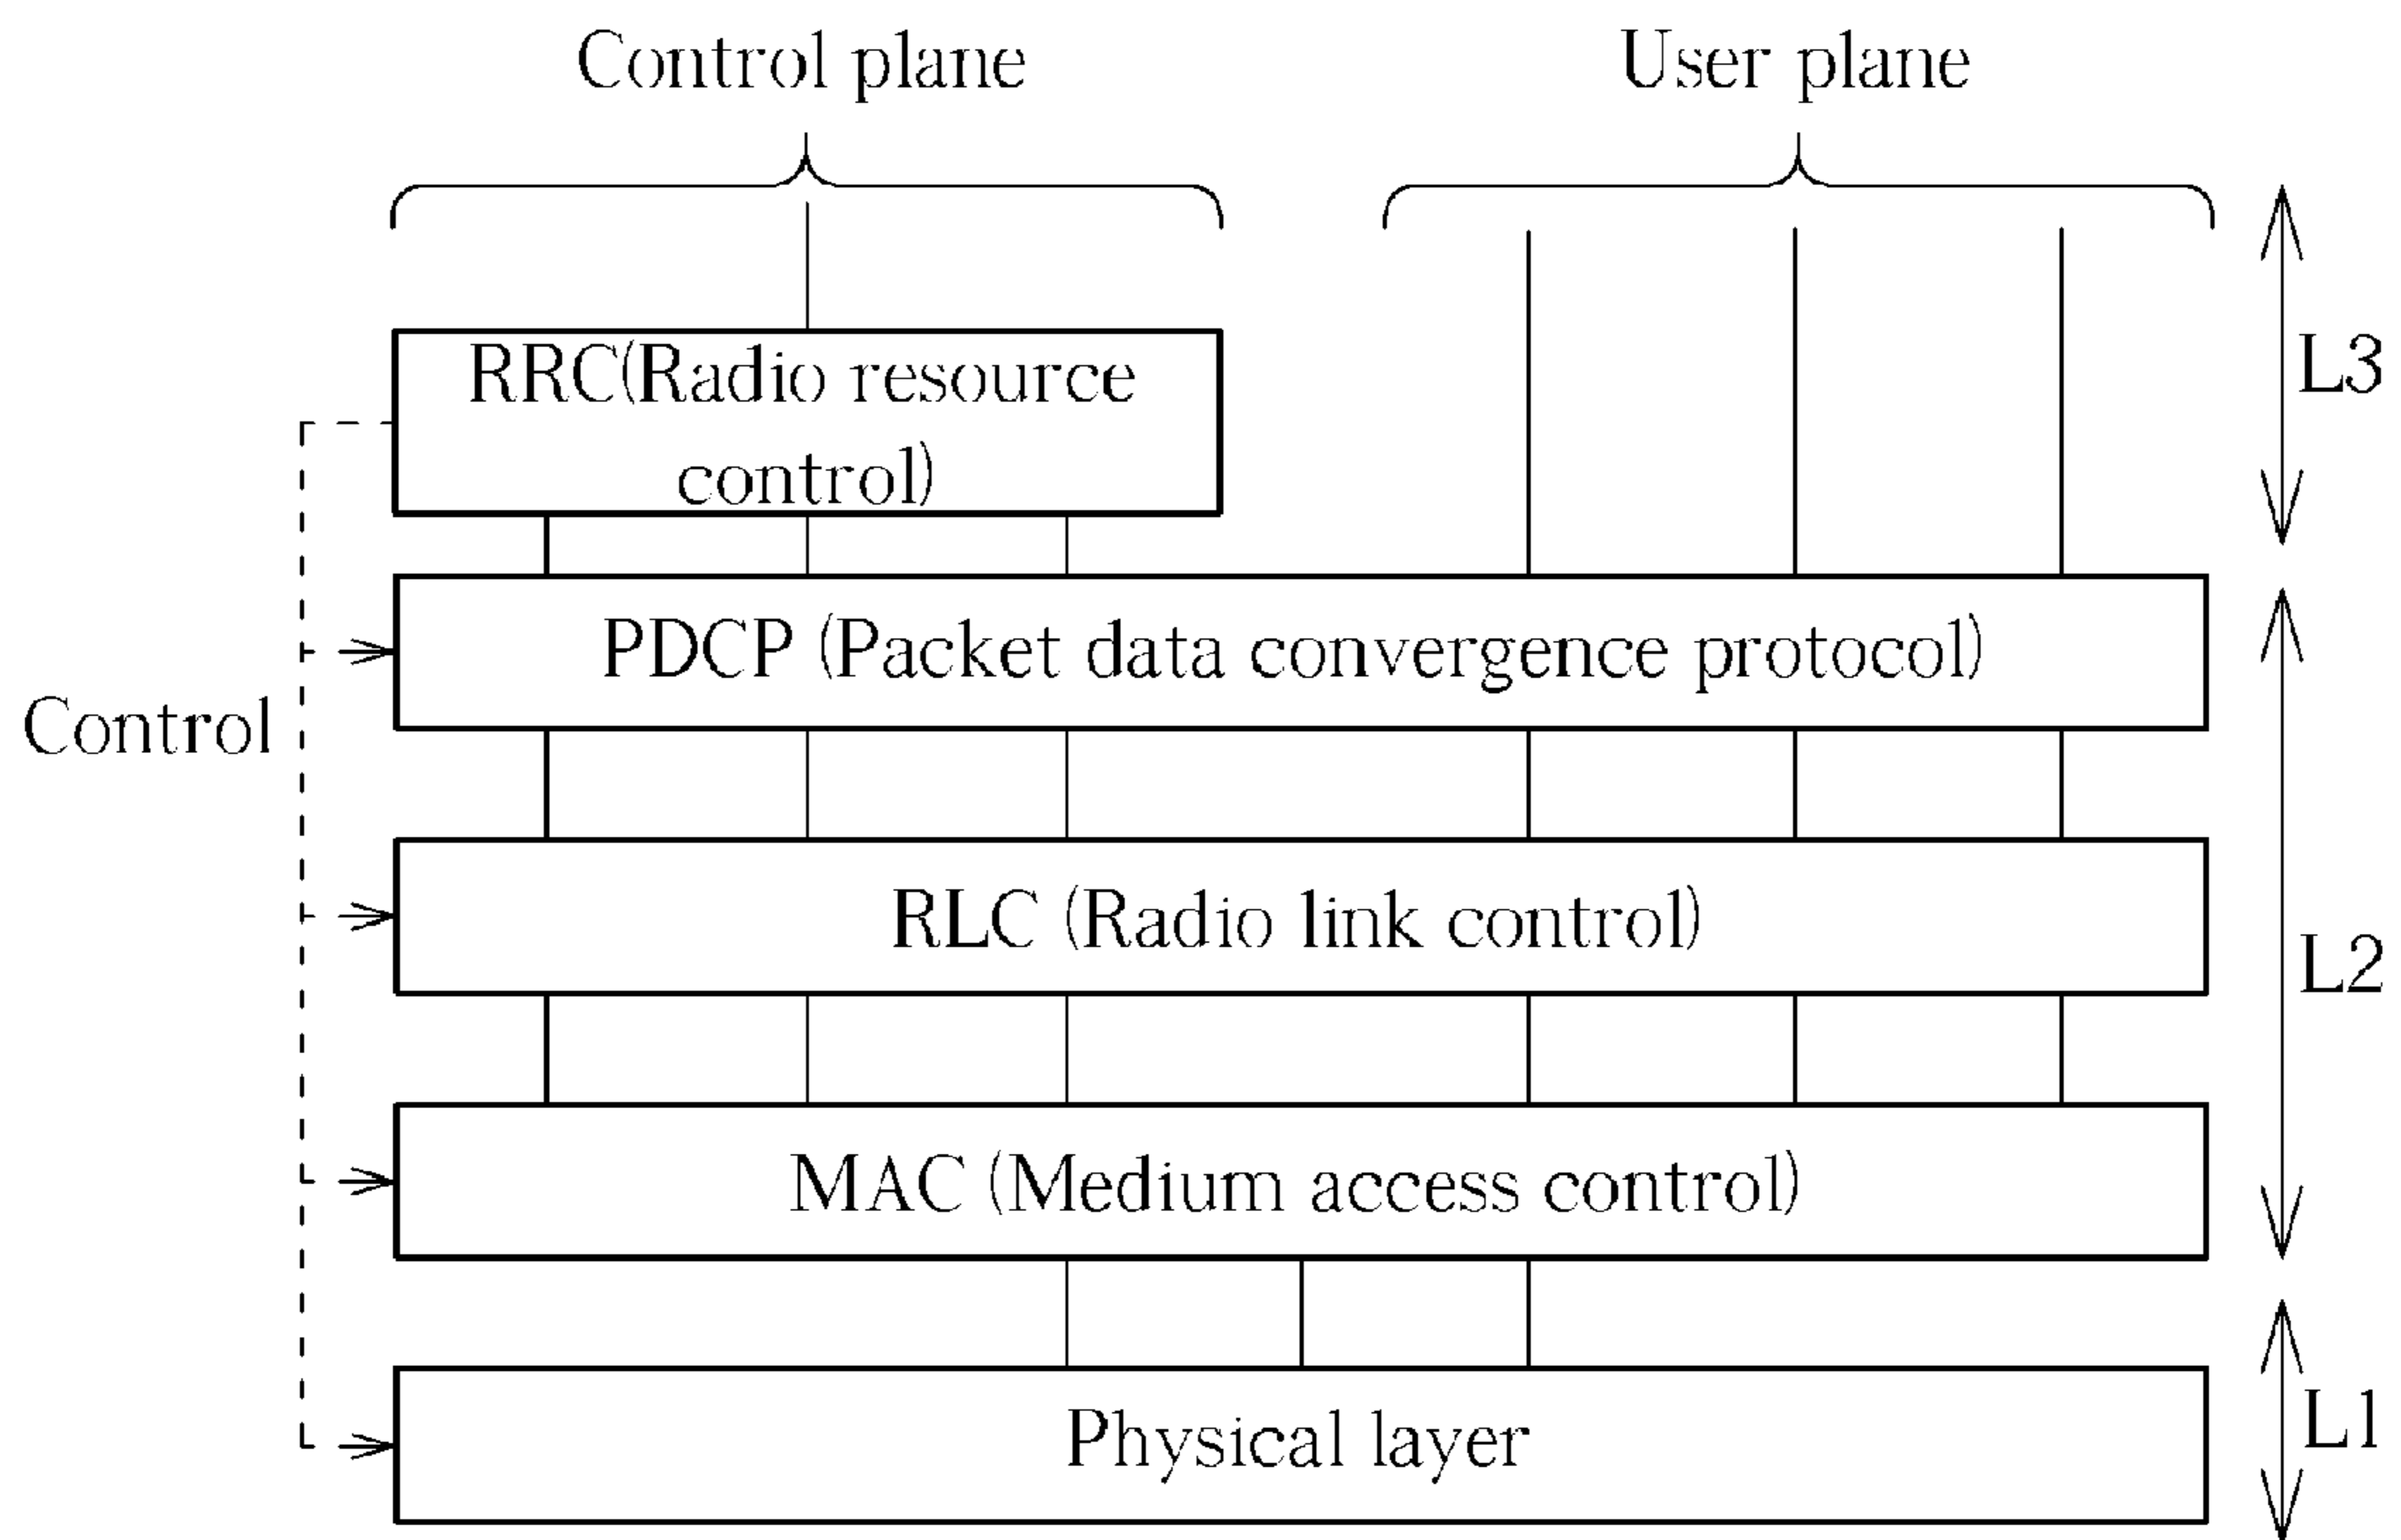 Control plane
User plane
RRC(Radio resource
control)
L3
PDCP (Packet data convergence protocol)
Control
RLC (Radio link control)
L2
MAC (Medium access control)
Physical layer
L1